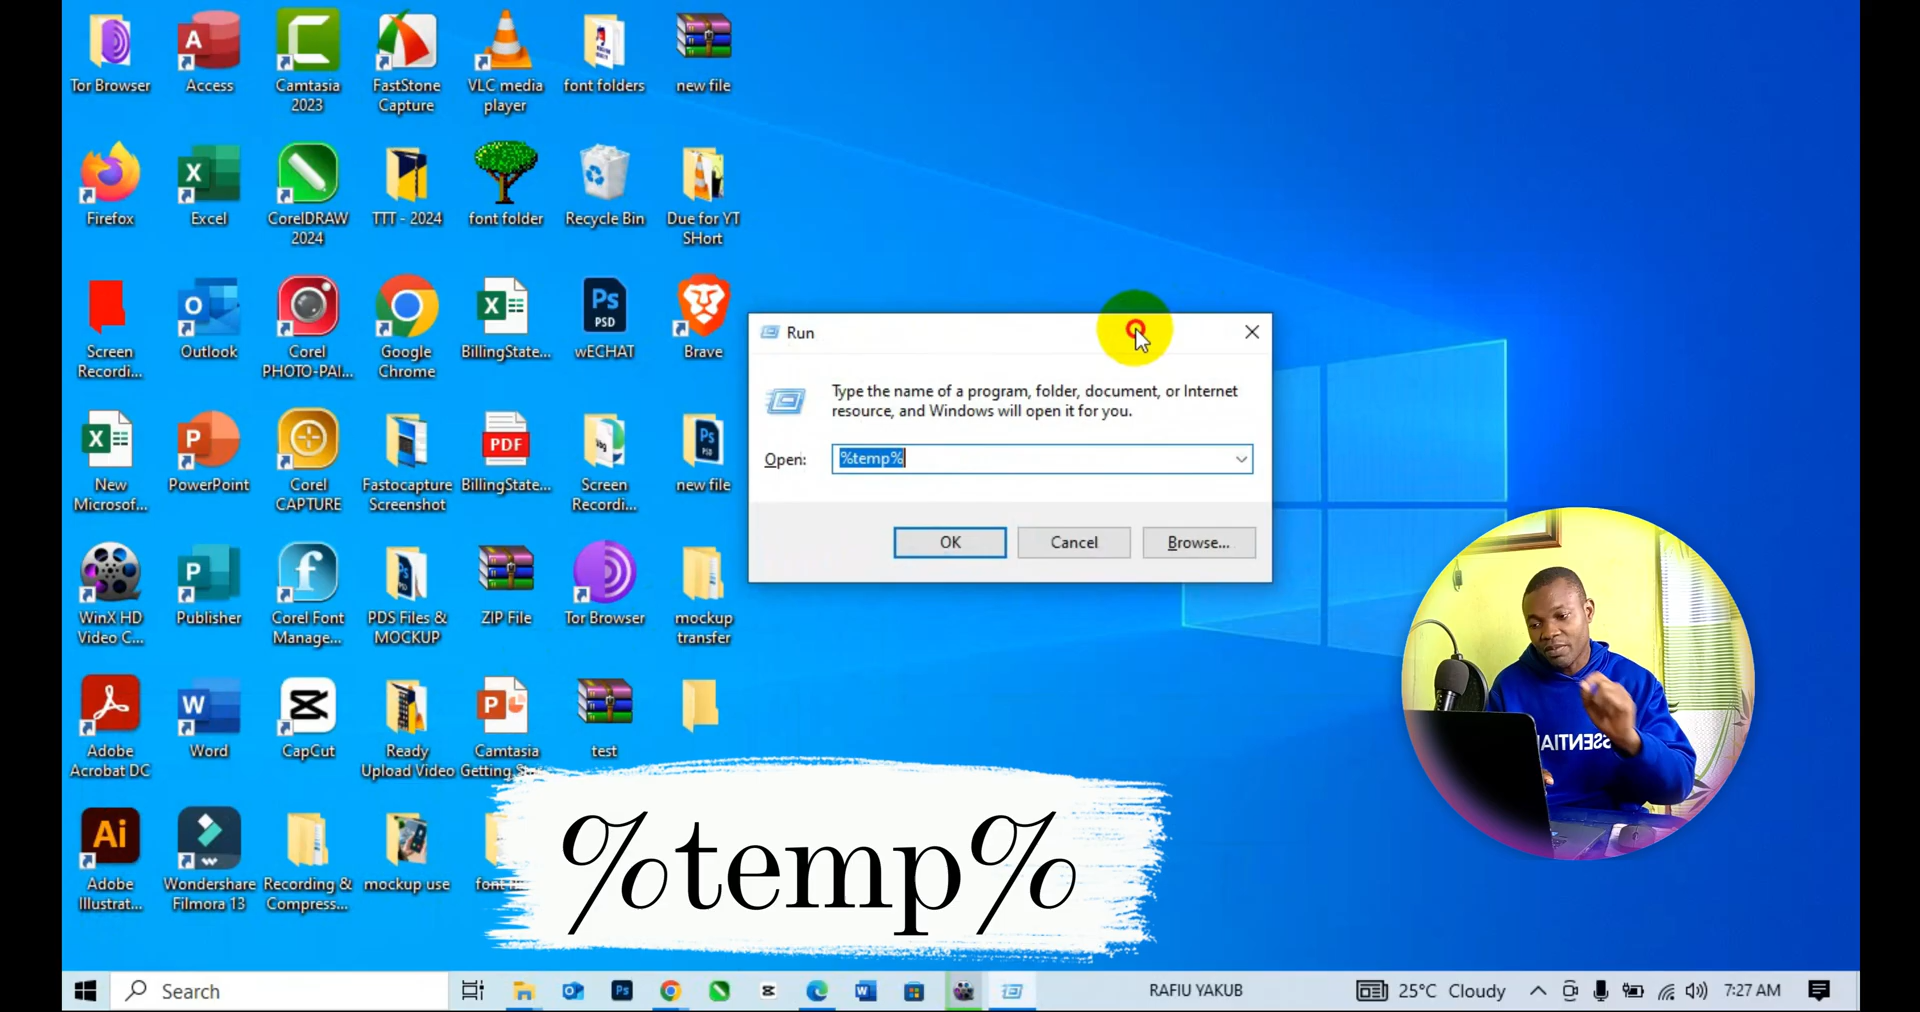 Tor Browser
Access
Camtasia
2023
FastStone
Capture
VLC media
player
font folders
new file
Firefox
Excel
CorelDRAW
2024
TTT - 2024
font folder
Recycle Bin
Due for YT
SHort
Screen
Recordi...
Outlook
Corel
PHOTO-PAI...
Google
Chrome
BillingState...
wECHAT
Brave
Ps
PSD
New
Microsof...
PowerPoint
Corel
CAPTURE
Fastocapture
Screenshot
PDF
BillingState...
Screen
Recordi...
new file
WinX HD
Video C...
Publisher
Corel Font
Manage...
PDS Files &
MOCKUP
ZIP File
Tor Browser
mockup
transfer
Adobe
Acrobat DC
Word
CapCut
Ready
Upload Video
Camtasia
test
Ai
Adobe
Illustrat...
Wondershare
Filmora 13
Recording &
Compress...
mockup use
Run
Type the name of a program, folder, document, or Internet
resource, and Windows will open it for you.
Open: %temp%
OK Cancel Browse...
%temp%
Search
RAFIU YAKUB
25°C Cloudy
7:27 AM